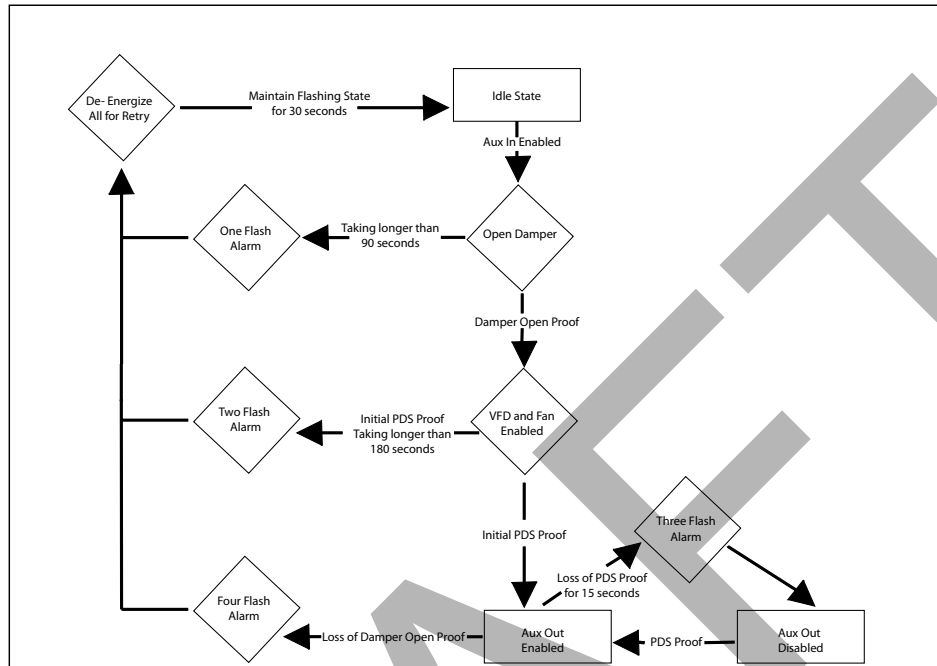 De- Energize
All for Retry
Maintain Flashing State
for 30 seconds
Idle State
Aux In Enabled
One Flash
Alarm
Taking longer than
90 seconds
Open Damper
Damper Open Proof
Two Flash
Alarm
Initial PDS Proof
Taking longer than
180 seconds
VFD and Fan
Enabled
Initial PDS Proof
Three Flash
Alarm
Loss of PDS Proof
for 15 seconds
Four Flash
Alarm
Loss of Damper Open Proof
Aux Out
Enabled
PDS Proof
Aux Out
Disabled